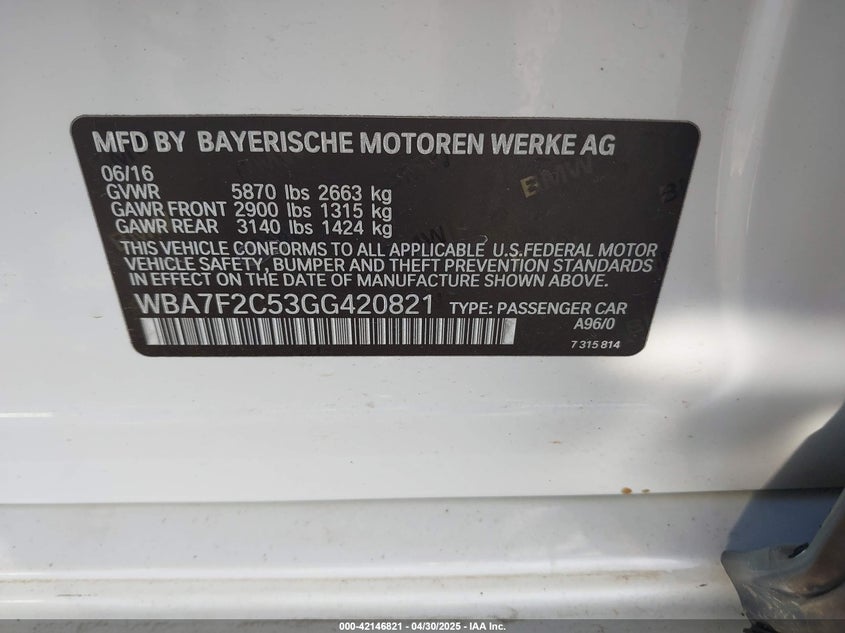 MFD BY BAYERISCHE MOTOREN WERKE AG
06/16
GVWR 5870 lbs 2663 kg
GAWR FRONT 2900 lbs 1315 kg
GAWR REAR 3140 lbs 1424 kg
THIS VEHICLE CONFORMS TO ALL APPLICABLE U.S.FEDERAL MOTOR
VEHICLE SAFETY, BUMPER AND THEFT PREVENTION STANDARDS
IN EFFECT ON THE DATE OF MANUFACTURE SHOWN ABOVE.
WBA7F2C53GG420821 TYPE: PASSENGER CAR
A96/0
7 315 814
BMW
000-42146821 | 04/30/2025 | IAA Inc.